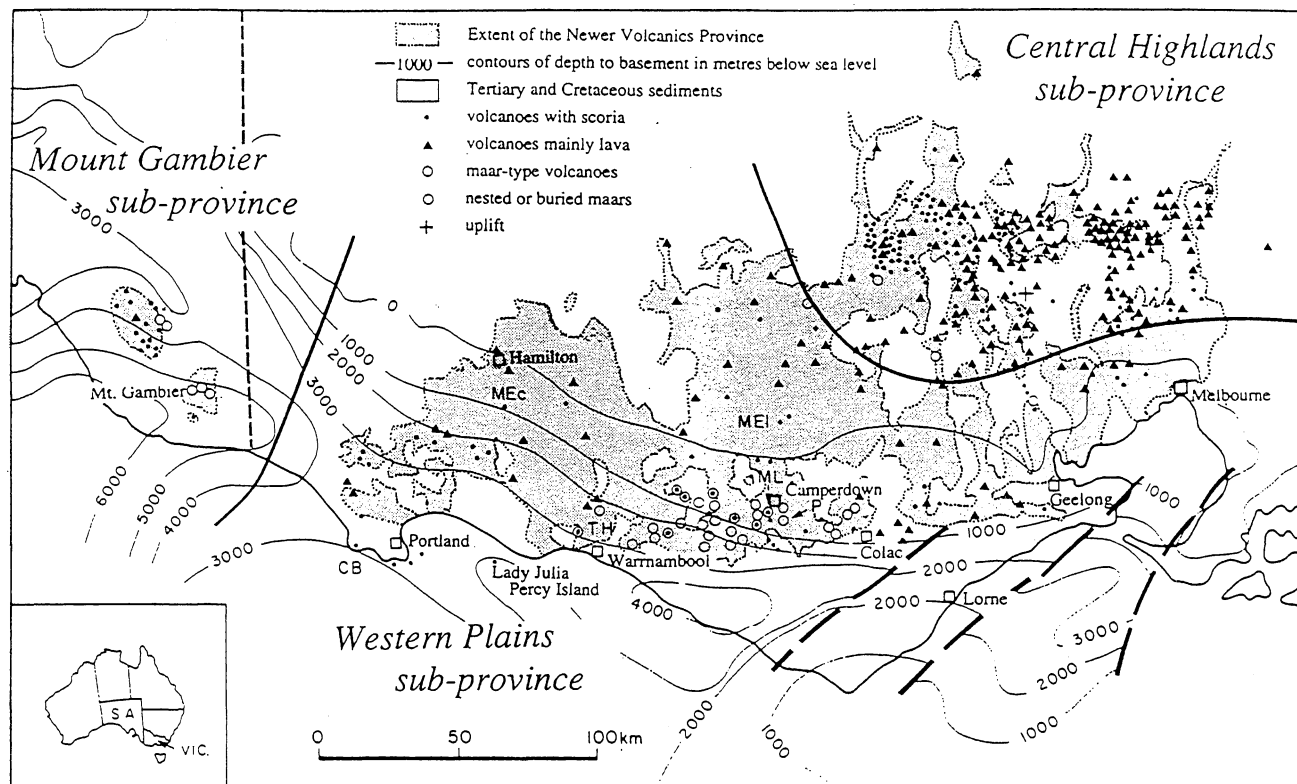 Extent of the Newer Volcanics Province
1000 contours of depth to basement in metres below sea level
Tertiary and Cretaceous sediments
volcanoes with scoria
volcanoes mainly lava
maar-type volcanoes
nested or buried maars
uplift
Central Highlands
sub-province
Mount Gambier
sub-province
3000
0
1000
2000
3000
Hamilton
MEc
MEl
Mt. Gambier
Melbourne
6000
5000
4000
3000
ML
Camperdown
P
Geelong
1000
TH
Portland
Warrnambool
Colac
1000
CB
Lady Julia
Percy Island
4000
2000
2000
Lorne
3000
2000
1000
2000
1000
Western Plains
sub-province
SA
VIC.
0 50 100km